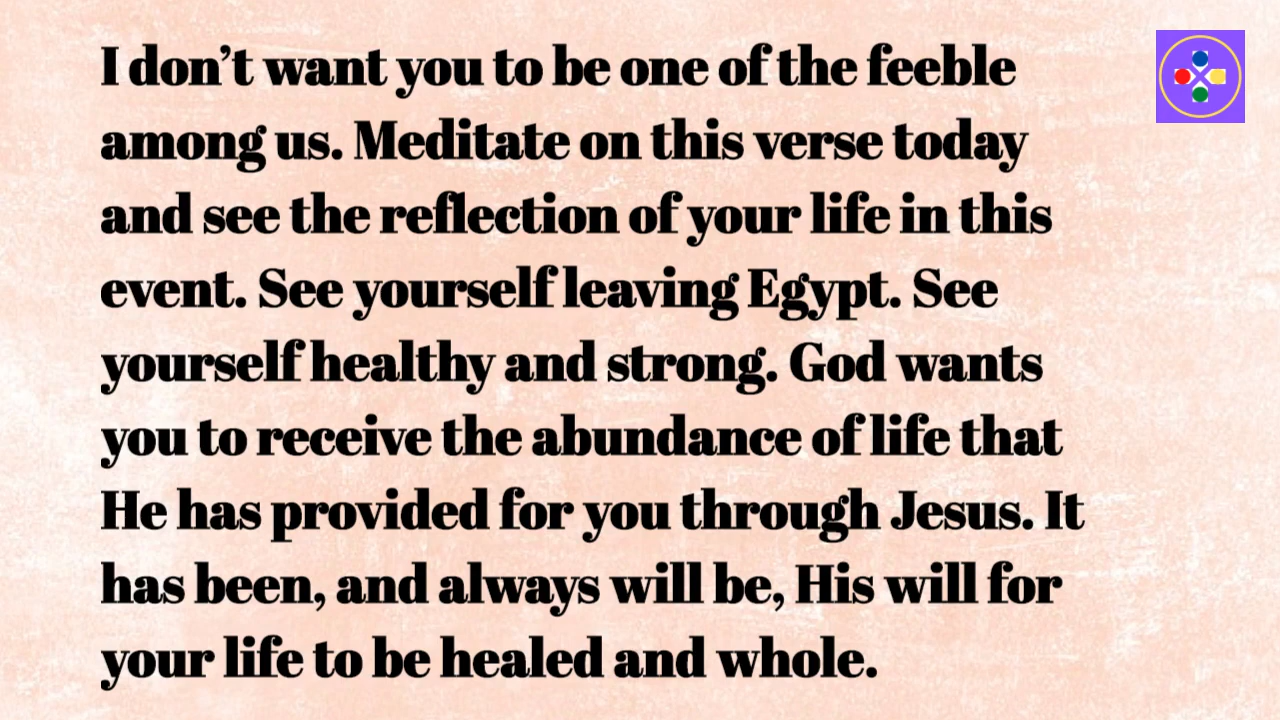 I don’t want you to be one of the feeble
among us. Meditate on this verse today
and see the reflection of your life in this
event. See yourself leaving Egypt. See
yourself healthy and strong. God wants
you to receive the abundance of life that
He has provided for you through Jesus. It
has been, and always will be, His will for
your life to be healed and whole.